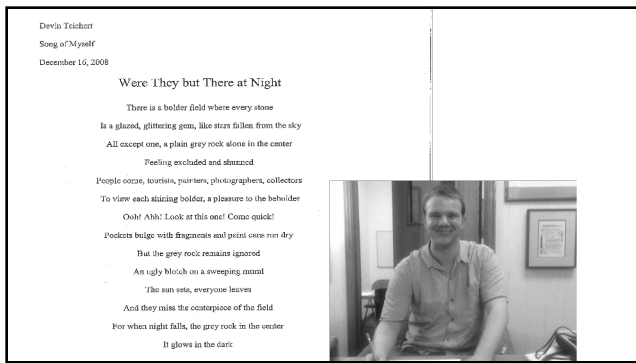 Devin Teichert
Song of Myself
December 16, 2008
Were They but There at Night
There is a bolder field where every stone
Is a glazed, glittering gem, like stars fallen from the sky
All except one, a plain grey rock alone in the center
Feeling excluded and shunned
People come, tourists, painters, photographers, collectors
To view each shining bolder, a pleasure to the beholder
Ooh! Ahh! Look at this one! Come quick!
Pockets bulge with fragments and paint cans run dry
But the grey rock remains ignored
An ugly blotch on a sweeping mural
The sun sets, everyone leaves
And they miss the centerpiece of the field
For when night falls, the grey rock in the center
It glows in the dark